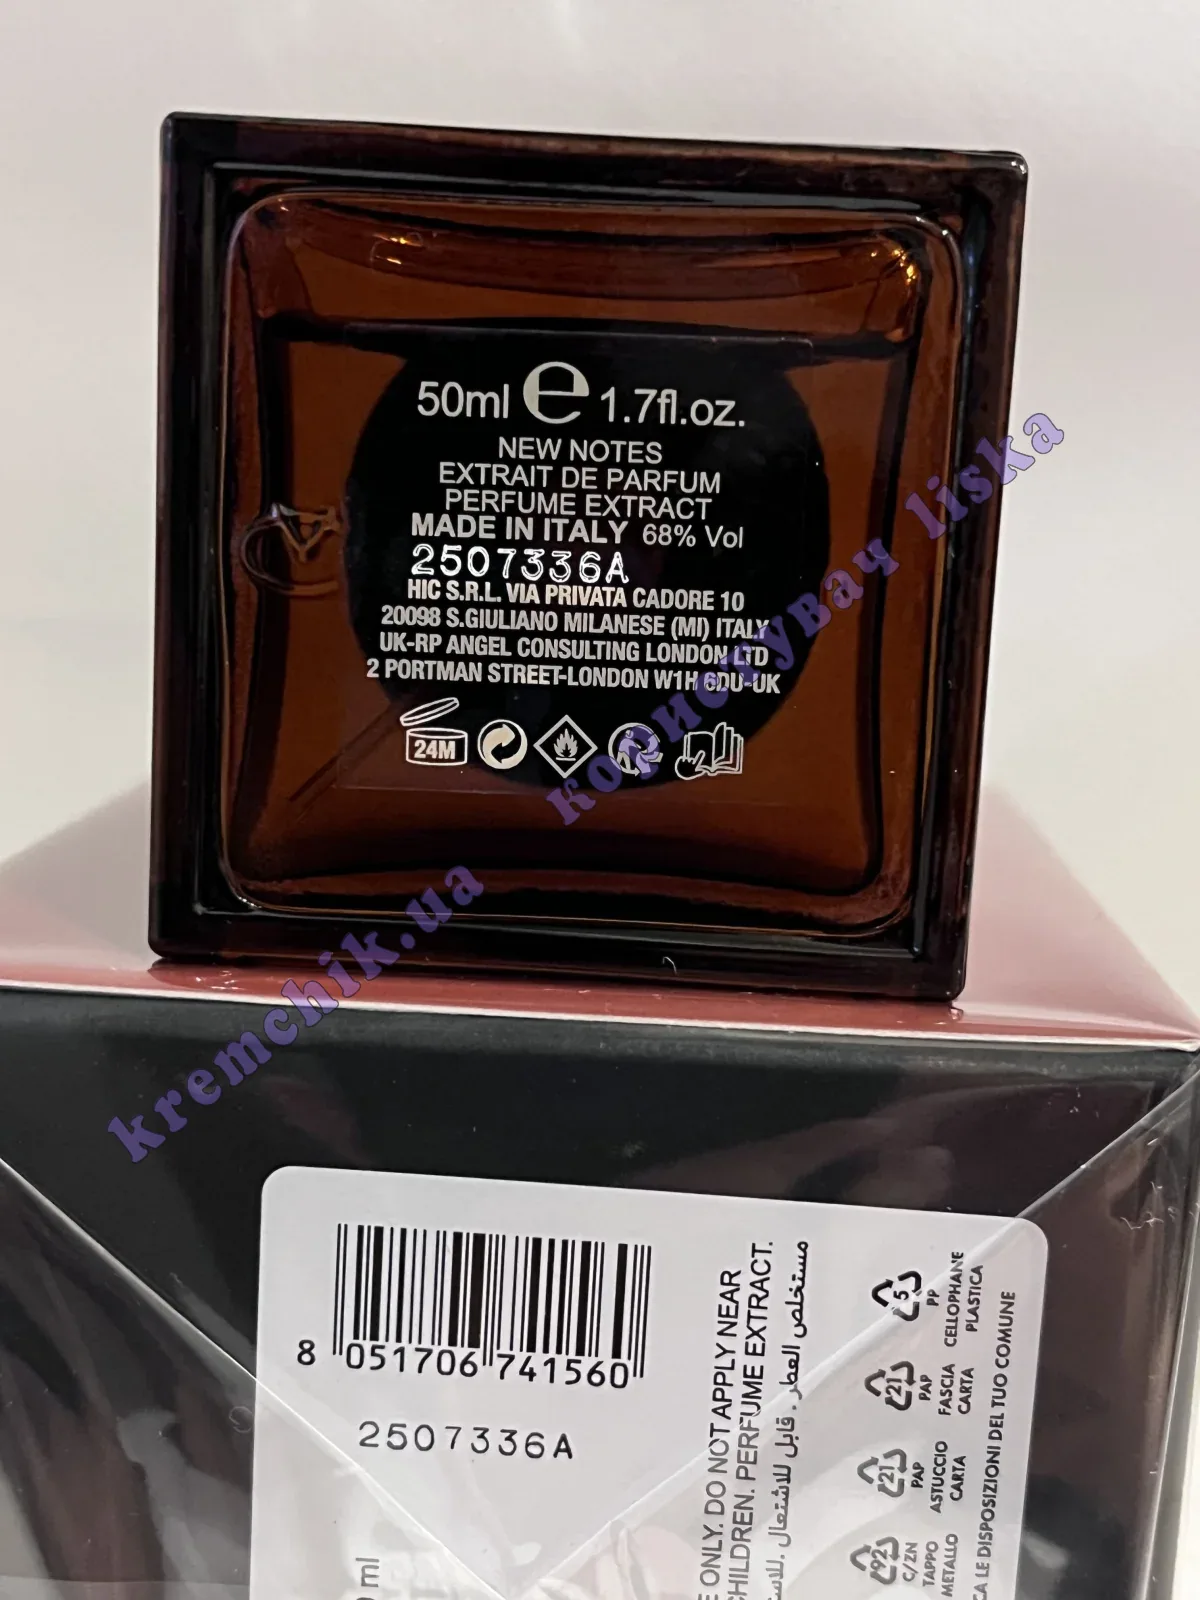 50ml e 1.7fl.oz.
NEW NOTES
EXTRAIT DE PARFUM
PERFUME EXTRACT
MADE IN ITALY 68% Vol
2507336A
HIC S.R.L. VIA PRIVATA CADORE 10
20098 S.GIULIANO MILANESE (MI) ITALY
UK-RP ANGEL CONSULTING LONDON LTD
2 PORTMAN STREET-LONDON W1H 6DU-UK
24M
користувач liska
kremchik.ua
8 051706 741560
2507336A
ml
E ONLY. DO NOT APPLY NEAR
CHILDREN. PERFUME EXTRACT.
مستخلص العطر. قابل للاشتعال.
5
PP
CELLOPHANE
PLASTICA
21
PAP
FASCIA
CARTA
21
PAP
ASTUCCIO
CARTA
92
C/ZN
TAPPO
METALLO
CA LE DISPOSIZIONI DEL TUO COMUNE